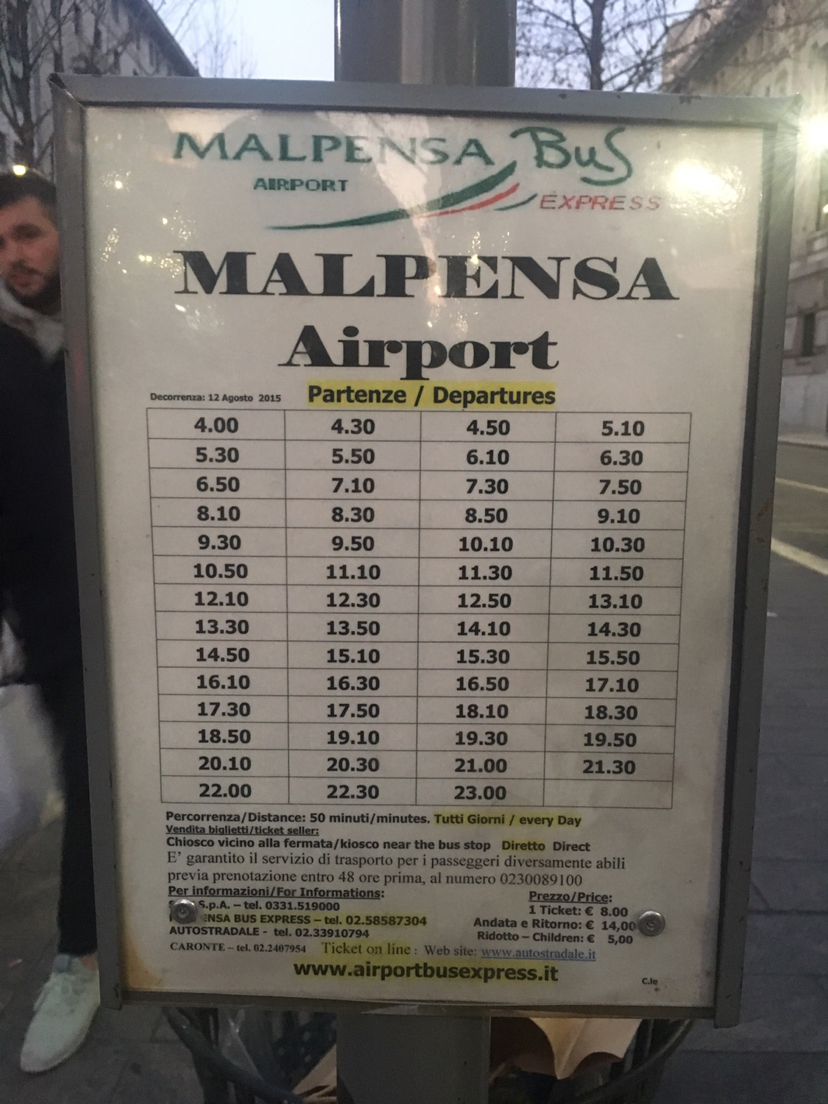 MALPENSA BuS
AIRPORT
EXPRESS
MALPENSA
Airport
Decorrenza: 12 Agosto 2015 Partenze / Departures
4.00 4.30 4.50 5.10
5.30 5.50 6.10 6.30
6.50 7.10 7.30 7.50
8.10 8.30 8.50 9.10
9.30 9.50 10.10 10.30
10.50 11.10 11.30 11.50
12.10 12.30 12.50 13.10
13.30 13.50 14.10 14.30
14.50 15.10 15.30 15.50
16.10 16.30 16.50 17.10
17.30 17.50 18.10 18.30
18.50 19.10 19.30 19.50
20.10 20.30 21.00 21.30
22.00 22.30 23.00
Percorrenza/Distance: 50 minuti/minutes. Tutti Giorni / every Day
Vendita biglietti/ticket seller:
Chiosco vicino alla fermata/kiosco near the bus stop Diretto Direct
E' garantito il servizio di trasporto per i passeggeri diversamente abili
previa prenotazione entro 48 ore prima, al numero 0230089100
Per informazioni/For Informations:
S.p.A. – tel. 0331.519000
ENSA BUS EXPRESS – tel. 02.58587304
AUTOSTRADALE - tel. 02.33910794
CARONTE – tel. 02.2407954 Ticket on line : Web site: www.autostradale.it
Prezzo/Price:
1 Ticket: € 8.00
Andata e Ritorno: € 14,00
Ridotto – Children: € 5,00
www.airportbusexpress.it
C.le